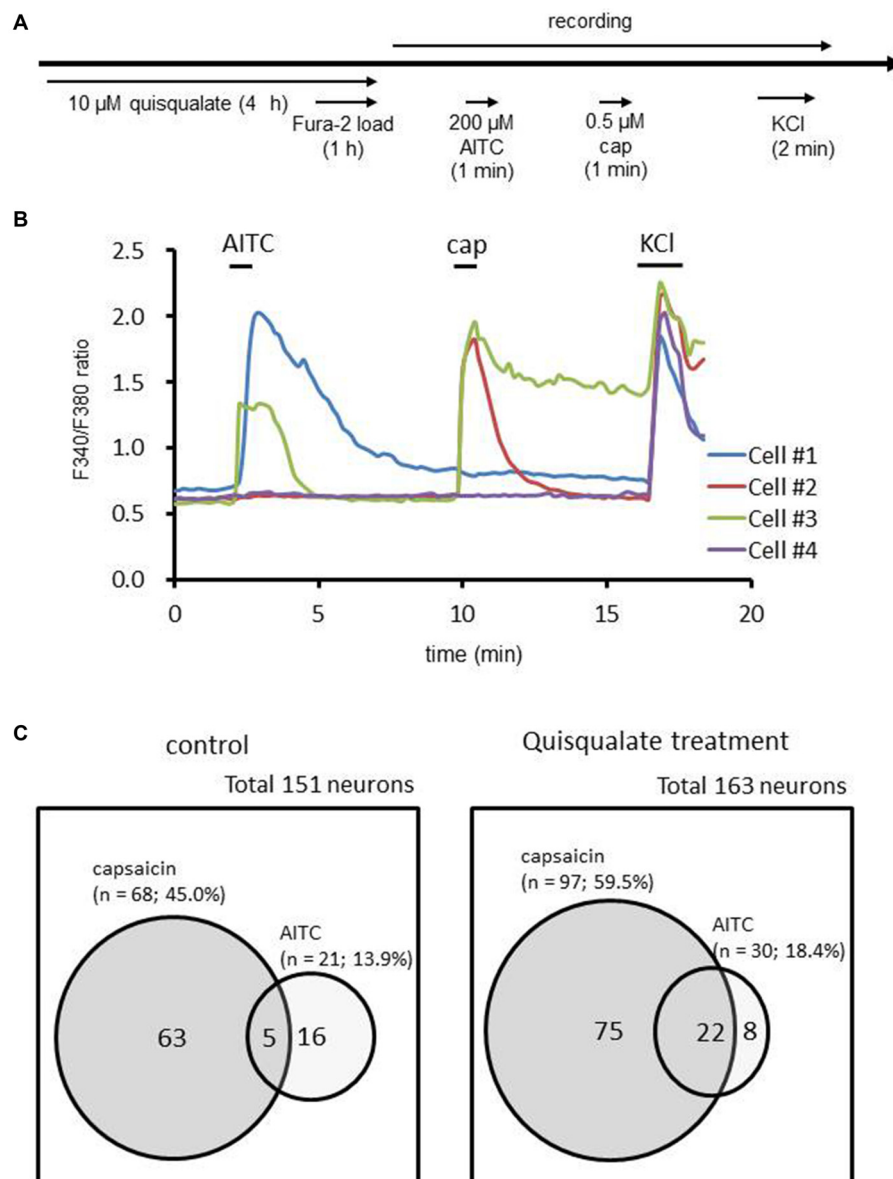 A
recording
10 µM quisqualate (4 h)
Fura-2 load
(1 h)
200 µM
AITC
(1 min)
0.5 µM
cap
(1 min)
KCl
(2 min)
B
AITC
cap
KCl
2.5
2.0
1.5
1.0
0.5
0.0
F340/F380 ratio
0
5
10
15
20
time (min)
Cell #1
Cell #2
Cell #3
Cell #4
C
control
Total 151 neurons
capsaicin
(n = 68; 45.0%)
AITC
(n = 21; 13.9%)
63
5
16
Quisqualate treatment
Total 163 neurons
capsaicin
(n = 97; 59.5%)
AITC
(n = 30; 18.4%)
75
22
8